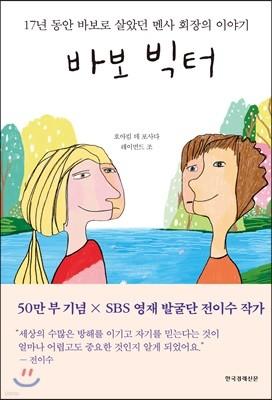 17년 동안 바보로 살았던 멘사 회장의 이야기
바보 빅터
호아킴 데 포사다
레이먼드 조
50만 부 기념 × SBS 영재 발굴단 전이수 작가
“세상의 수많은 방해를 이기고 자기를 믿는다는 것이
얼마나 어렵고도 중요한 것인지 알게 되었어요.”
– 전이수
한국경제신문
YES24